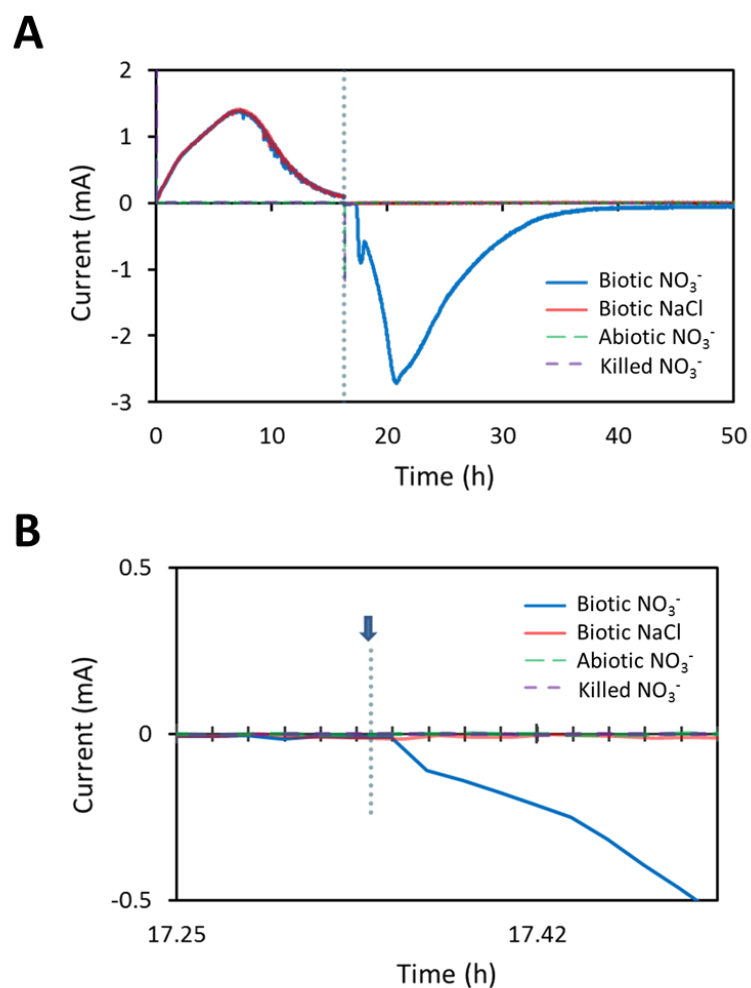 A
2
1
0
-1
-2
-3
Current (mA)
Biotic NO₃⁻
Biotic NaCl
Abiotic NO₃⁻
Killed NO₃⁻
0 10 20 30 40 50
Time (h)
B
0.5
0
-0.5
Current (mA)
Biotic NO₃⁻
Biotic NaCl
Abiotic NO₃⁻
Killed NO₃⁻
17.25 17.42
Time (h)